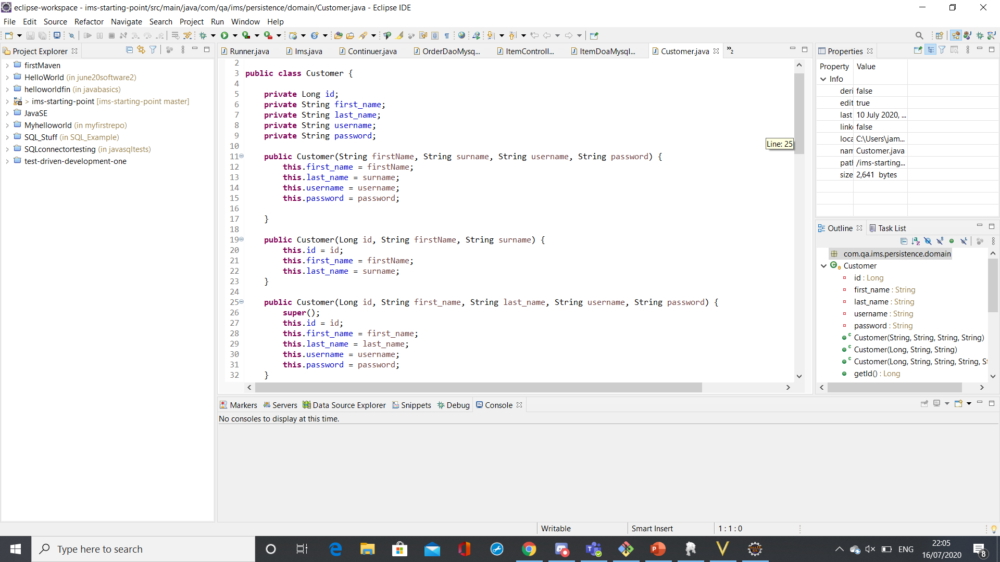 eclipse-workspace - ims-starting-point/src/main/java/com/qa/ims/persistence/domain/Customer.java - Eclipse IDE
File Edit Source Refactor Navigate Search Project Run Window Help
Project Explorer
firstMaven
HelloWorld (in june20software2)
helloworldfin (in javabasics)
> ims-starting-point [ims-starting-point master]
JavaSE
Myhelloworld (in myfirstrepo)
SQL_Stuff (in SQL_Example)
SQLconnectortesting (in javasqltests)
test-driven-development-one
Runner.java Ims.java Continuer.java OrderDaoMysq... ItemControll... ItemDoaMysql... Customer.java »2
2
3 public class Customer {
4
5 private Long id;
6 private String first_name;
7 private String last_name;
8 private String username;
9 private String password;
10
11 public Customer(String firstName, String surname, String username, String password) {
12 this.first_name = firstName;
13 this.last_name = surname;
14 this.username = username;
15 this.password = password;
16
17 }
18
19 public Customer(Long id, String firstName, String surname) {
20 this.id = id;
21 this.first_name = firstName;
22 this.last_name = surname;
23 }
24
25 public Customer(Long id, String first_name, String last_name, String username, String password) {
26 super();
27 this.id = id;
28 this.first_name = first_name;
29 this.last_name = last_name;
30 this.username = username;
31 this.password = password;
32 }
Line: 25
Properties
Property Value
Info
deri false
edit true
last 10 July 2020, ...
link false
loca C:\Users\jam...
nam Customer.java
path /ims-starting...
size 2,641 bytes
Outline Task List
com.qa.ims.persistence.domain
Customer
id : Long
first_name : String
last_name : String
username : String
password : String
Customer(String, String, String, String)
Customer(Long, String, String)
Customer(Long, String, String, String, St
getId() : Long
Markers Servers Data Source Explorer Snippets Debug Console
No consoles to display at this time.
Writable Smart Insert 1 : 1 : 0
Type here to search
ENG
22:05
16/07/2020
8